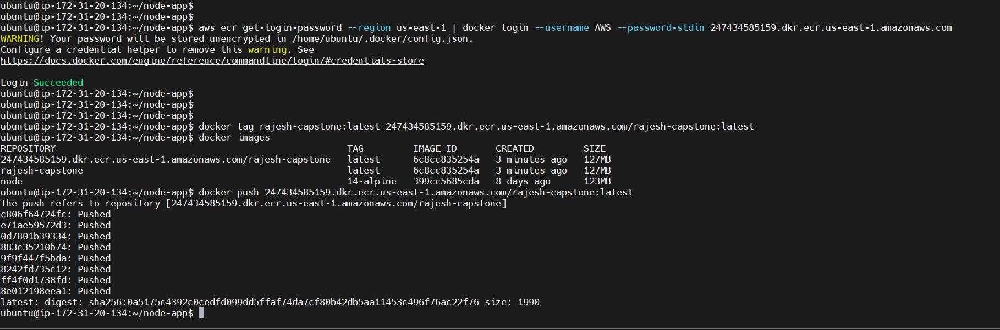 ubuntu@ip-172-31-20-134:~/node-app$
ubuntu@ip-172-31-20-134:~/node-app$
ubuntu@ip-172-31-20-134:~/node-app$ aws ecr get-login-password --region us-east-1 | docker login --username AWS --password-stdin 247434585159.dkr.ecr.us-east-1.amazonaws.com
WARNING! Your password will be stored unencrypted in /home/ubuntu/.docker/config.json.
Configure a credential helper to remove this warning. See
https://docs.docker.com/engine/reference/commandline/login/#credentials-store
Login Succeeded
ubuntu@ip-172-31-20-134:~/node-app$
ubuntu@ip-172-31-20-134:~/node-app$
ubuntu@ip-172-31-20-134:~/node-app$
ubuntu@ip-172-31-20-134:~/node-app$ docker tag rajesh-capstone:latest 247434585159.dkr.ecr.us-east-1.amazonaws.com/rajesh-capstone:latest
ubuntu@ip-172-31-20-134:~/node-app$ docker images
REPOSITORY TAG IMAGE ID CREATED SIZE
247434585159.dkr.ecr.us-east-1.amazonaws.com/rajesh-capstone latest 6c8cc835254a 3 minutes ago 127MB
rajesh-capstone latest 6c8cc835254a 3 minutes ago 127MB
node 14-alpine 399cc5685cda 8 days ago 123MB
ubuntu@ip-172-31-20-134:~/node-app$ docker push 247434585159.dkr.ecr.us-east-1.amazonaws.com/rajesh-capstone:latest
The push refers to repository [247434585159.dkr.ecr.us-east-1.amazonaws.com/rajesh-capstone]
c806f64724fc: Pushed
e71ae59572d3: Pushed
0d7801b39334: Pushed
883c35210b74: Pushed
9f9f447f5bda: Pushed
8242fd735c12: Pushed
ff4f0d1738fd: Pushed
8e012198eea1: Pushed
latest: digest: sha256:0a5175c4392c0cedfd099dd5ffaf74da7cf80b42db5aa11453c496f76ac22f76 size: 1990
ubuntu@ip-172-31-20-134:~/node-app$